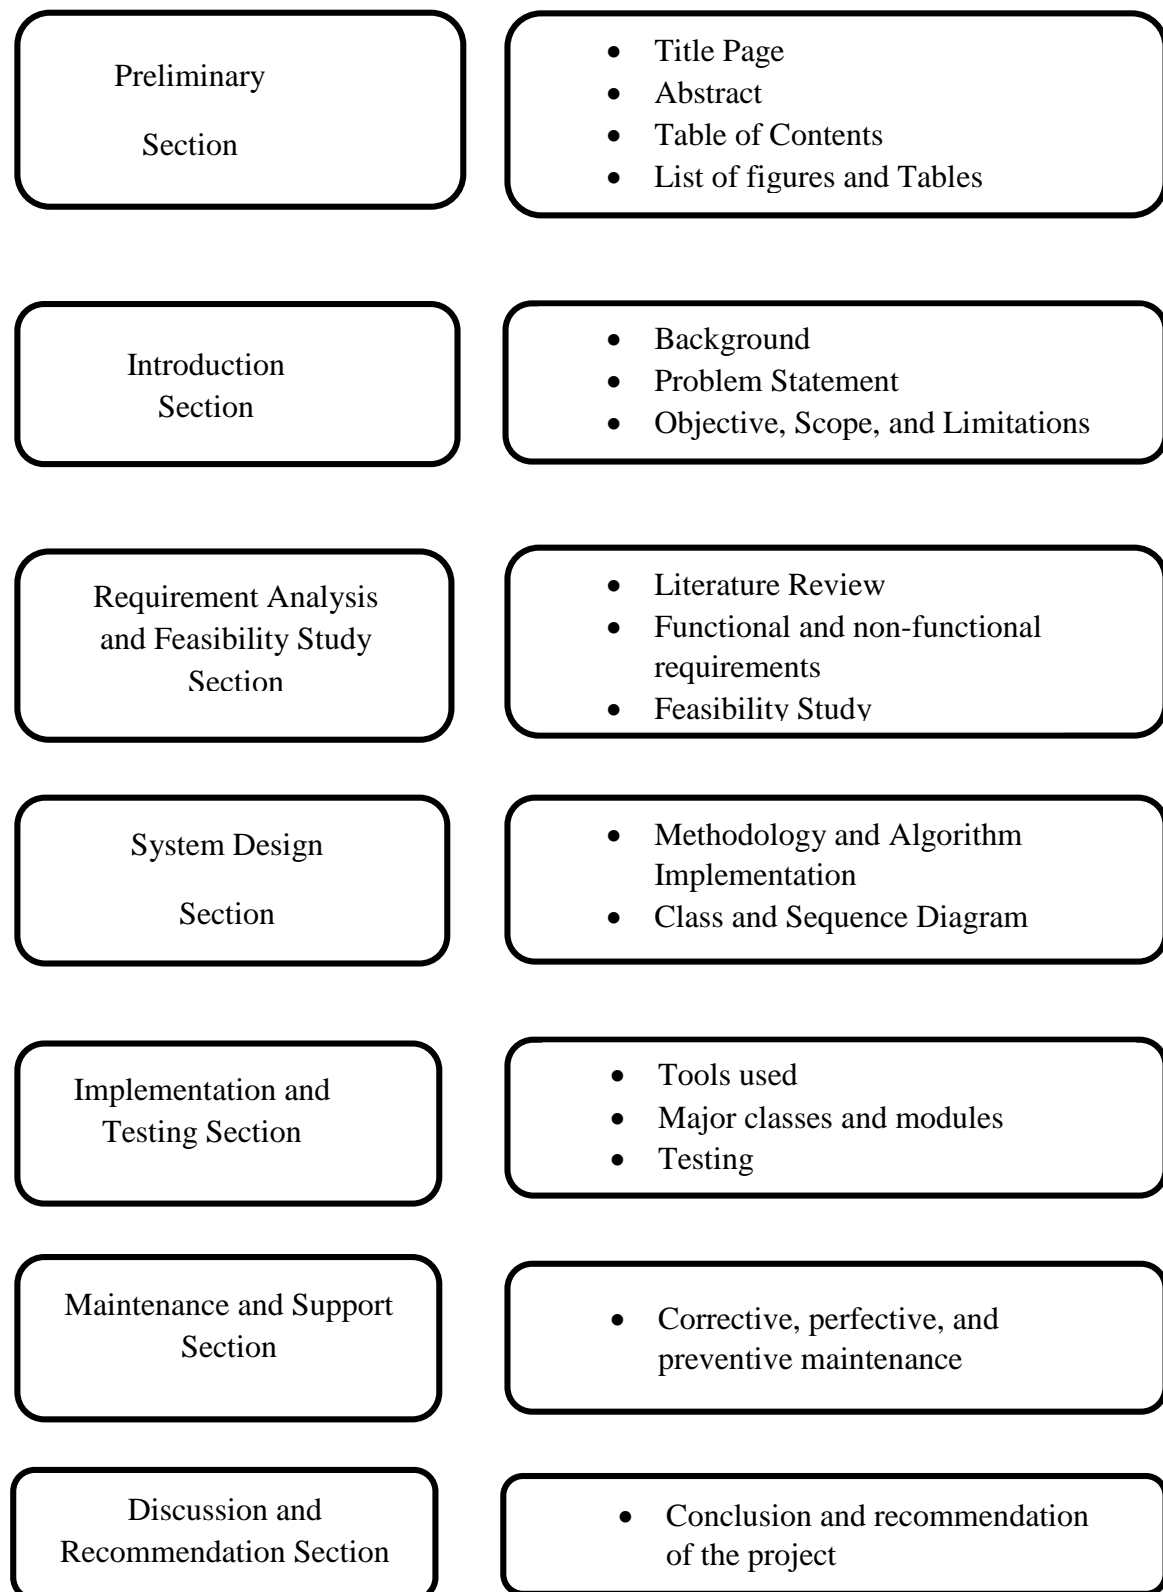 Preliminary
Section
• Title Page
• Abstract
• Table of Contents
• List of figures and Tables
Introduction
Section
• Background
• Problem Statement
• Objective, Scope, and Limitations
Requirement Analysis
and Feasibility Study
Section
• Literature Review
• Functional and non-functional
requirements
• Feasibility Study
System Design
Section
• Methodology and Algorithm
Implementation
• Class and Sequence Diagram
Implementation and
Testing Section
• Tools used
• Major classes and modules
• Testing
Maintenance and Support
Section
• Corrective, perfective, and
preventive maintenance
Discussion and
Recommendation Section
• Conclusion and recommendation
of the project